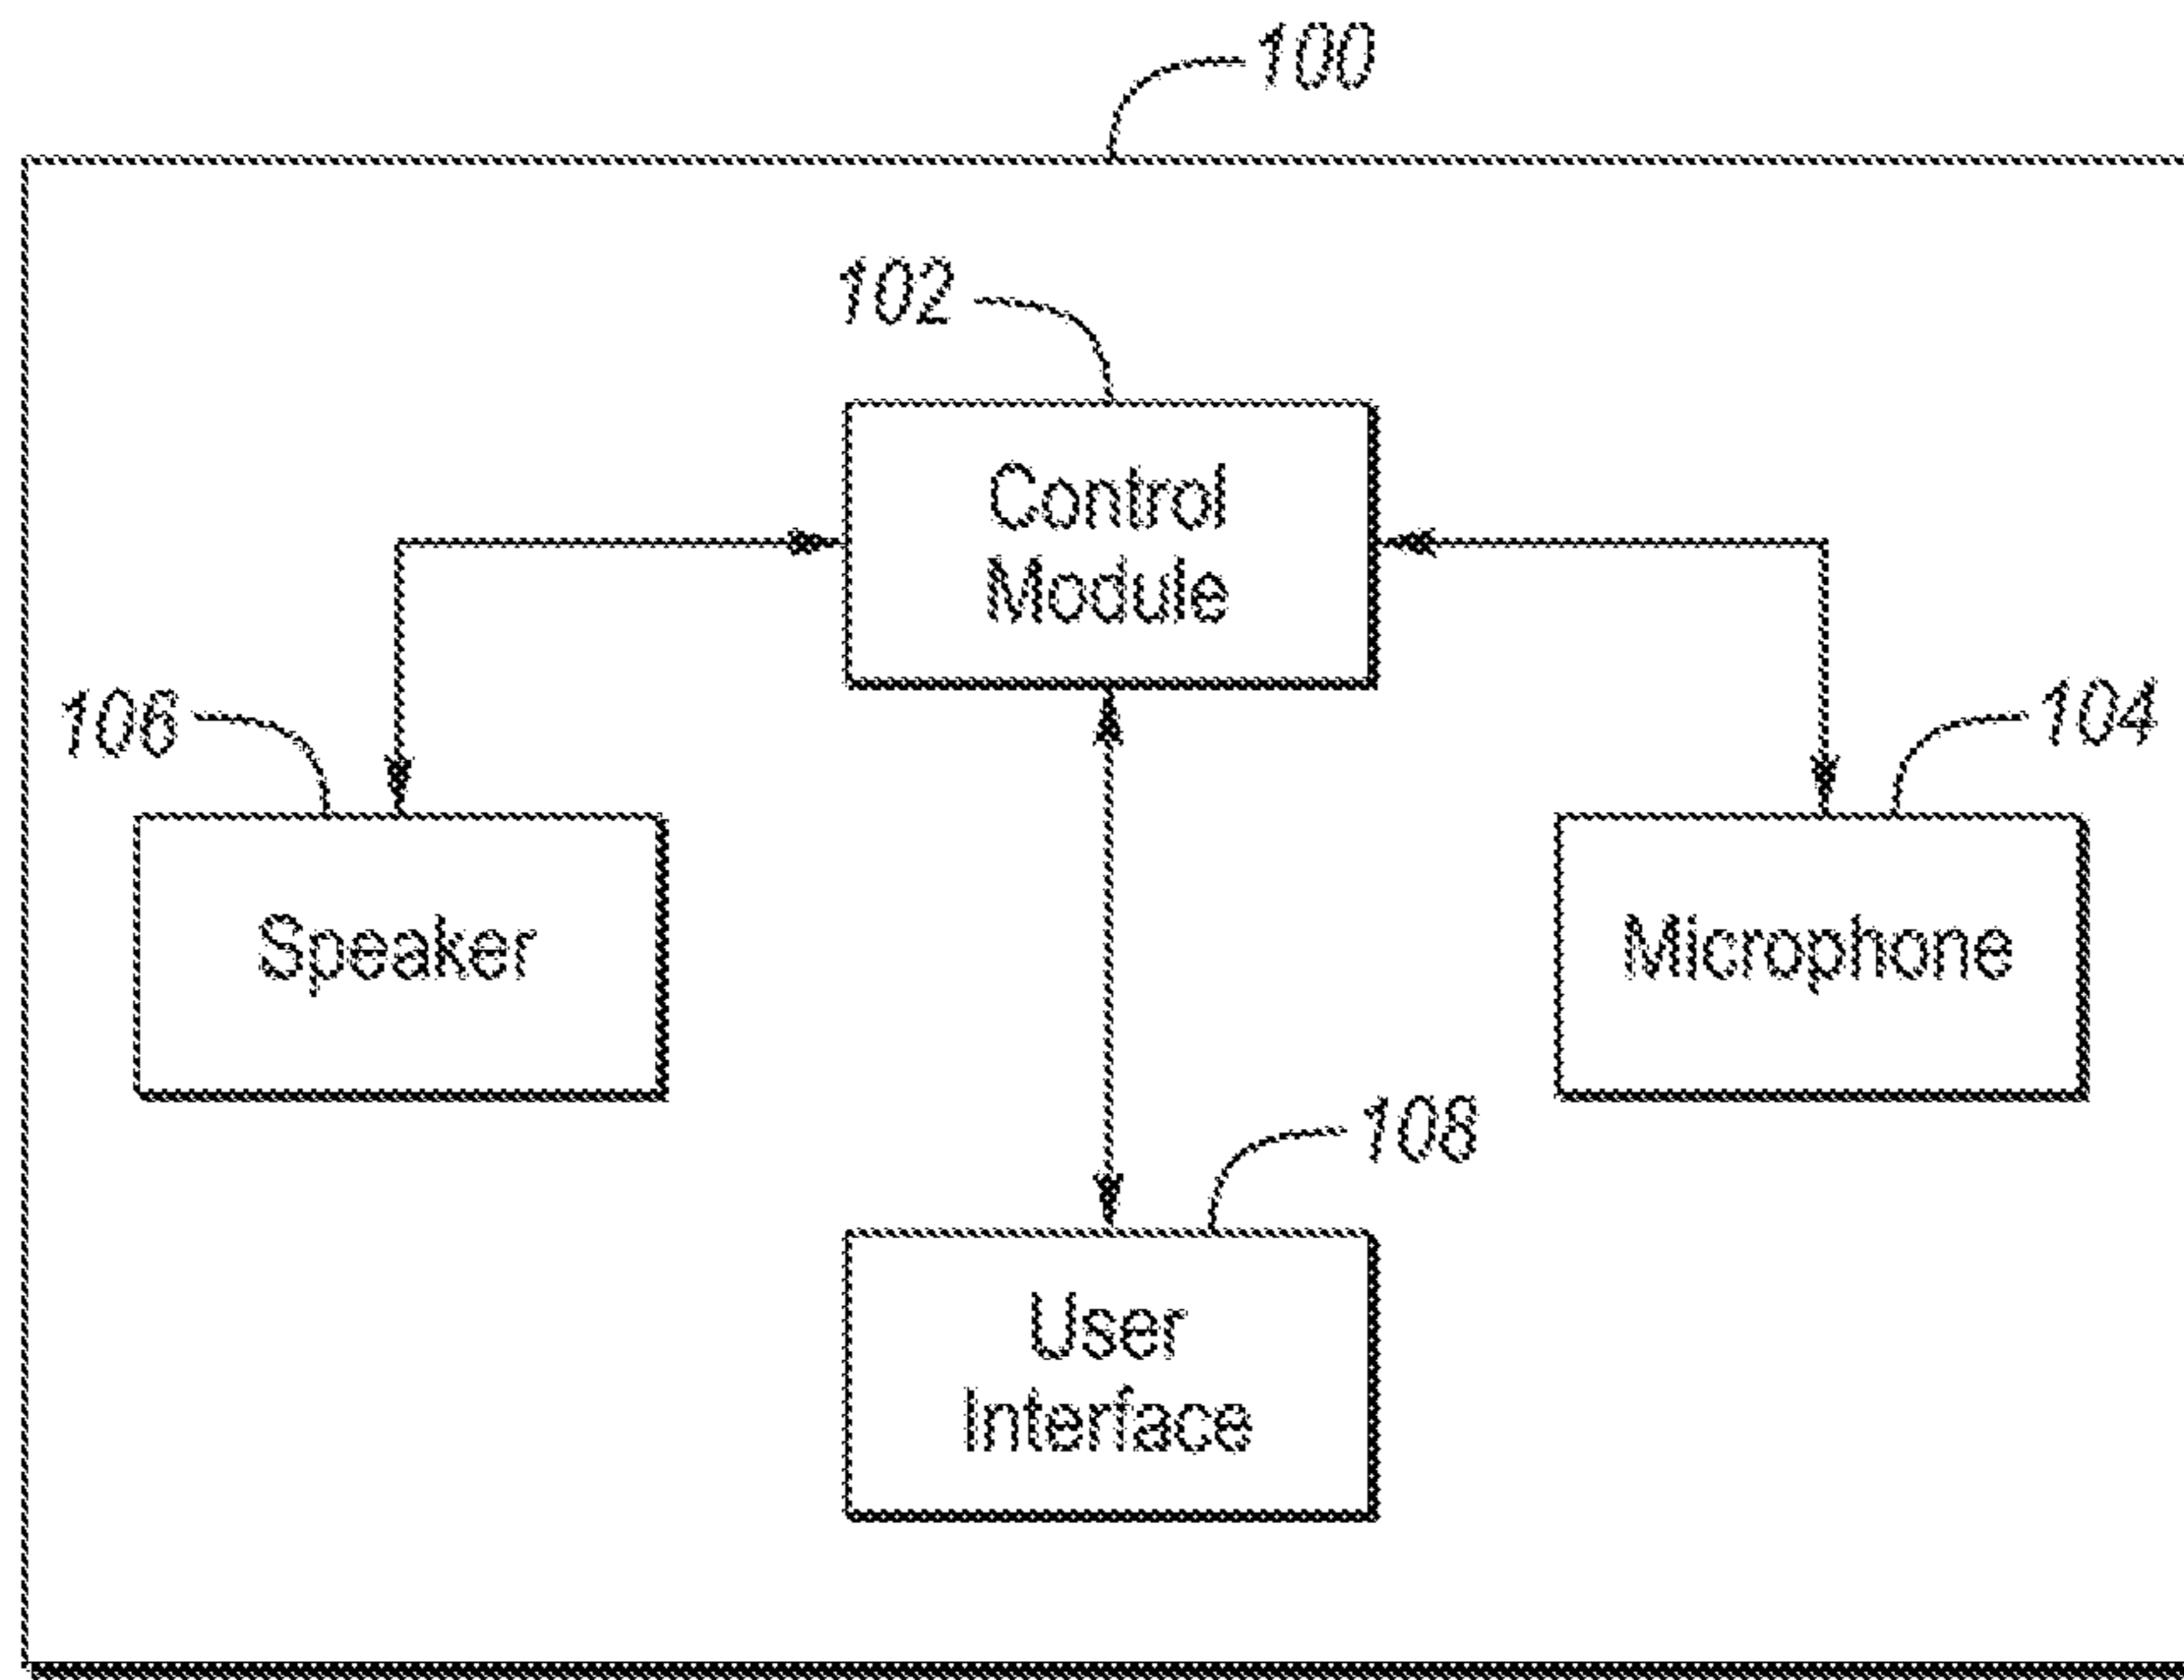 100
102
Control
Module
106
104
Speaker
Microphone
108
User
Interface